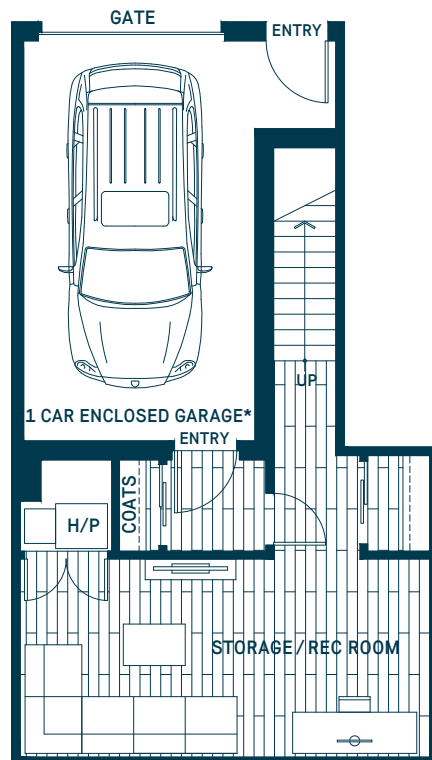 GATE
ENTRY
UP
1 CAR ENCLOSED GARAGE*
ENTRY
COATS
H/P
STORAGE/REC ROOM